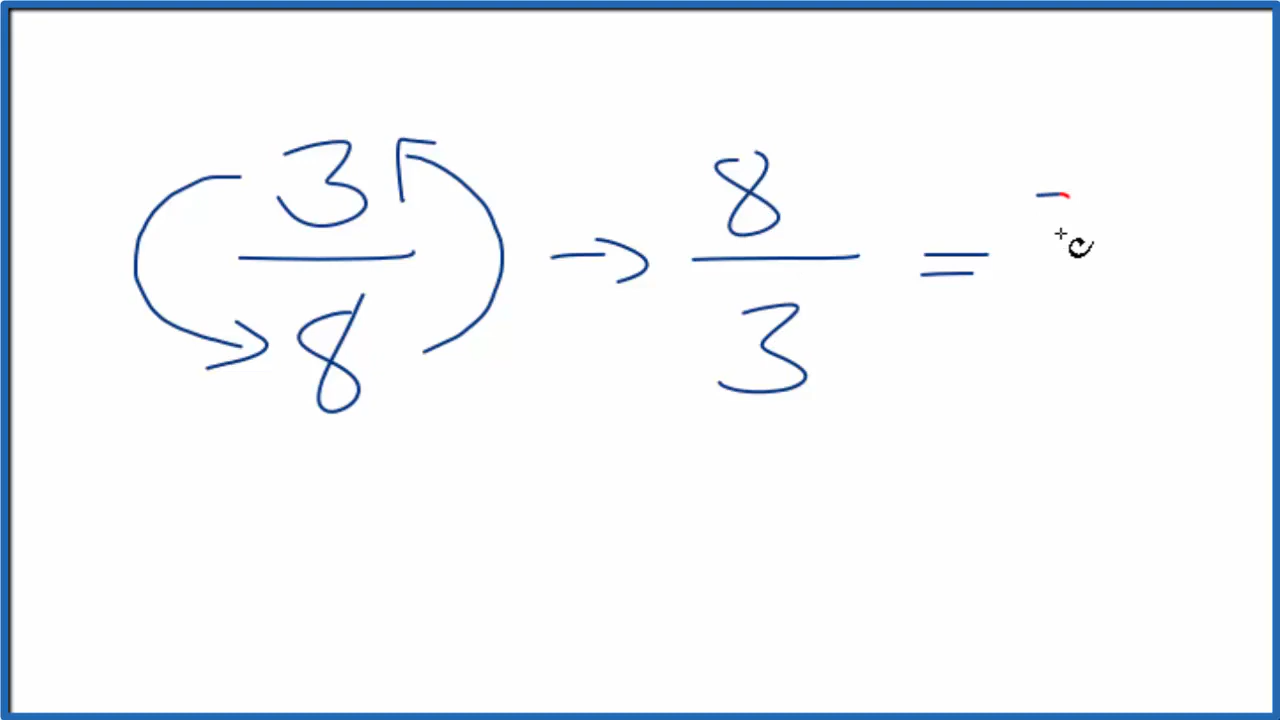 3/8 → 8/3 =